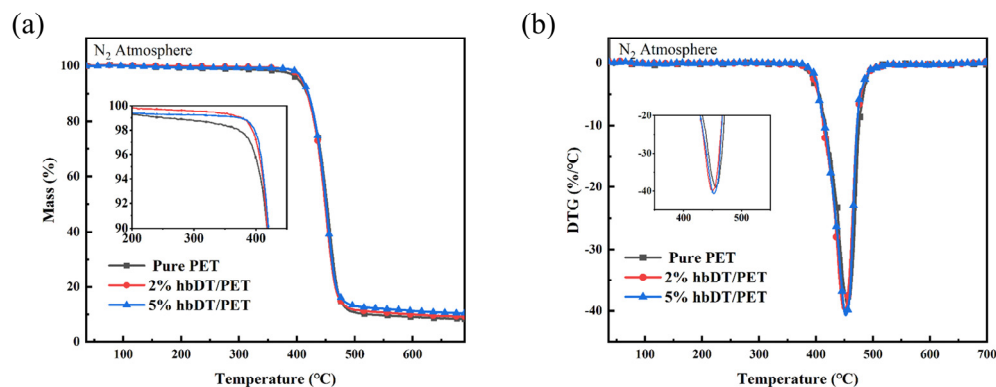 (a)
N₂ Atmosphere
100
80
60
40
20
0
Mass (%)
100
98
96
94
92
90
200
300
400
Pure PET
2% hbDT/PET
5% hbDT/PET
100
200
300
400
500
600
Temperature (℃)
(b)
N₂ Atmosphere
0
-10
-20
-30
-40
DTG (%/℃)
-20
-30
-40
400
500
Pure PET
2% hbDT/PET
5% hbDT/PET
100
200
300
400
500
600
700
Temperature (℃)